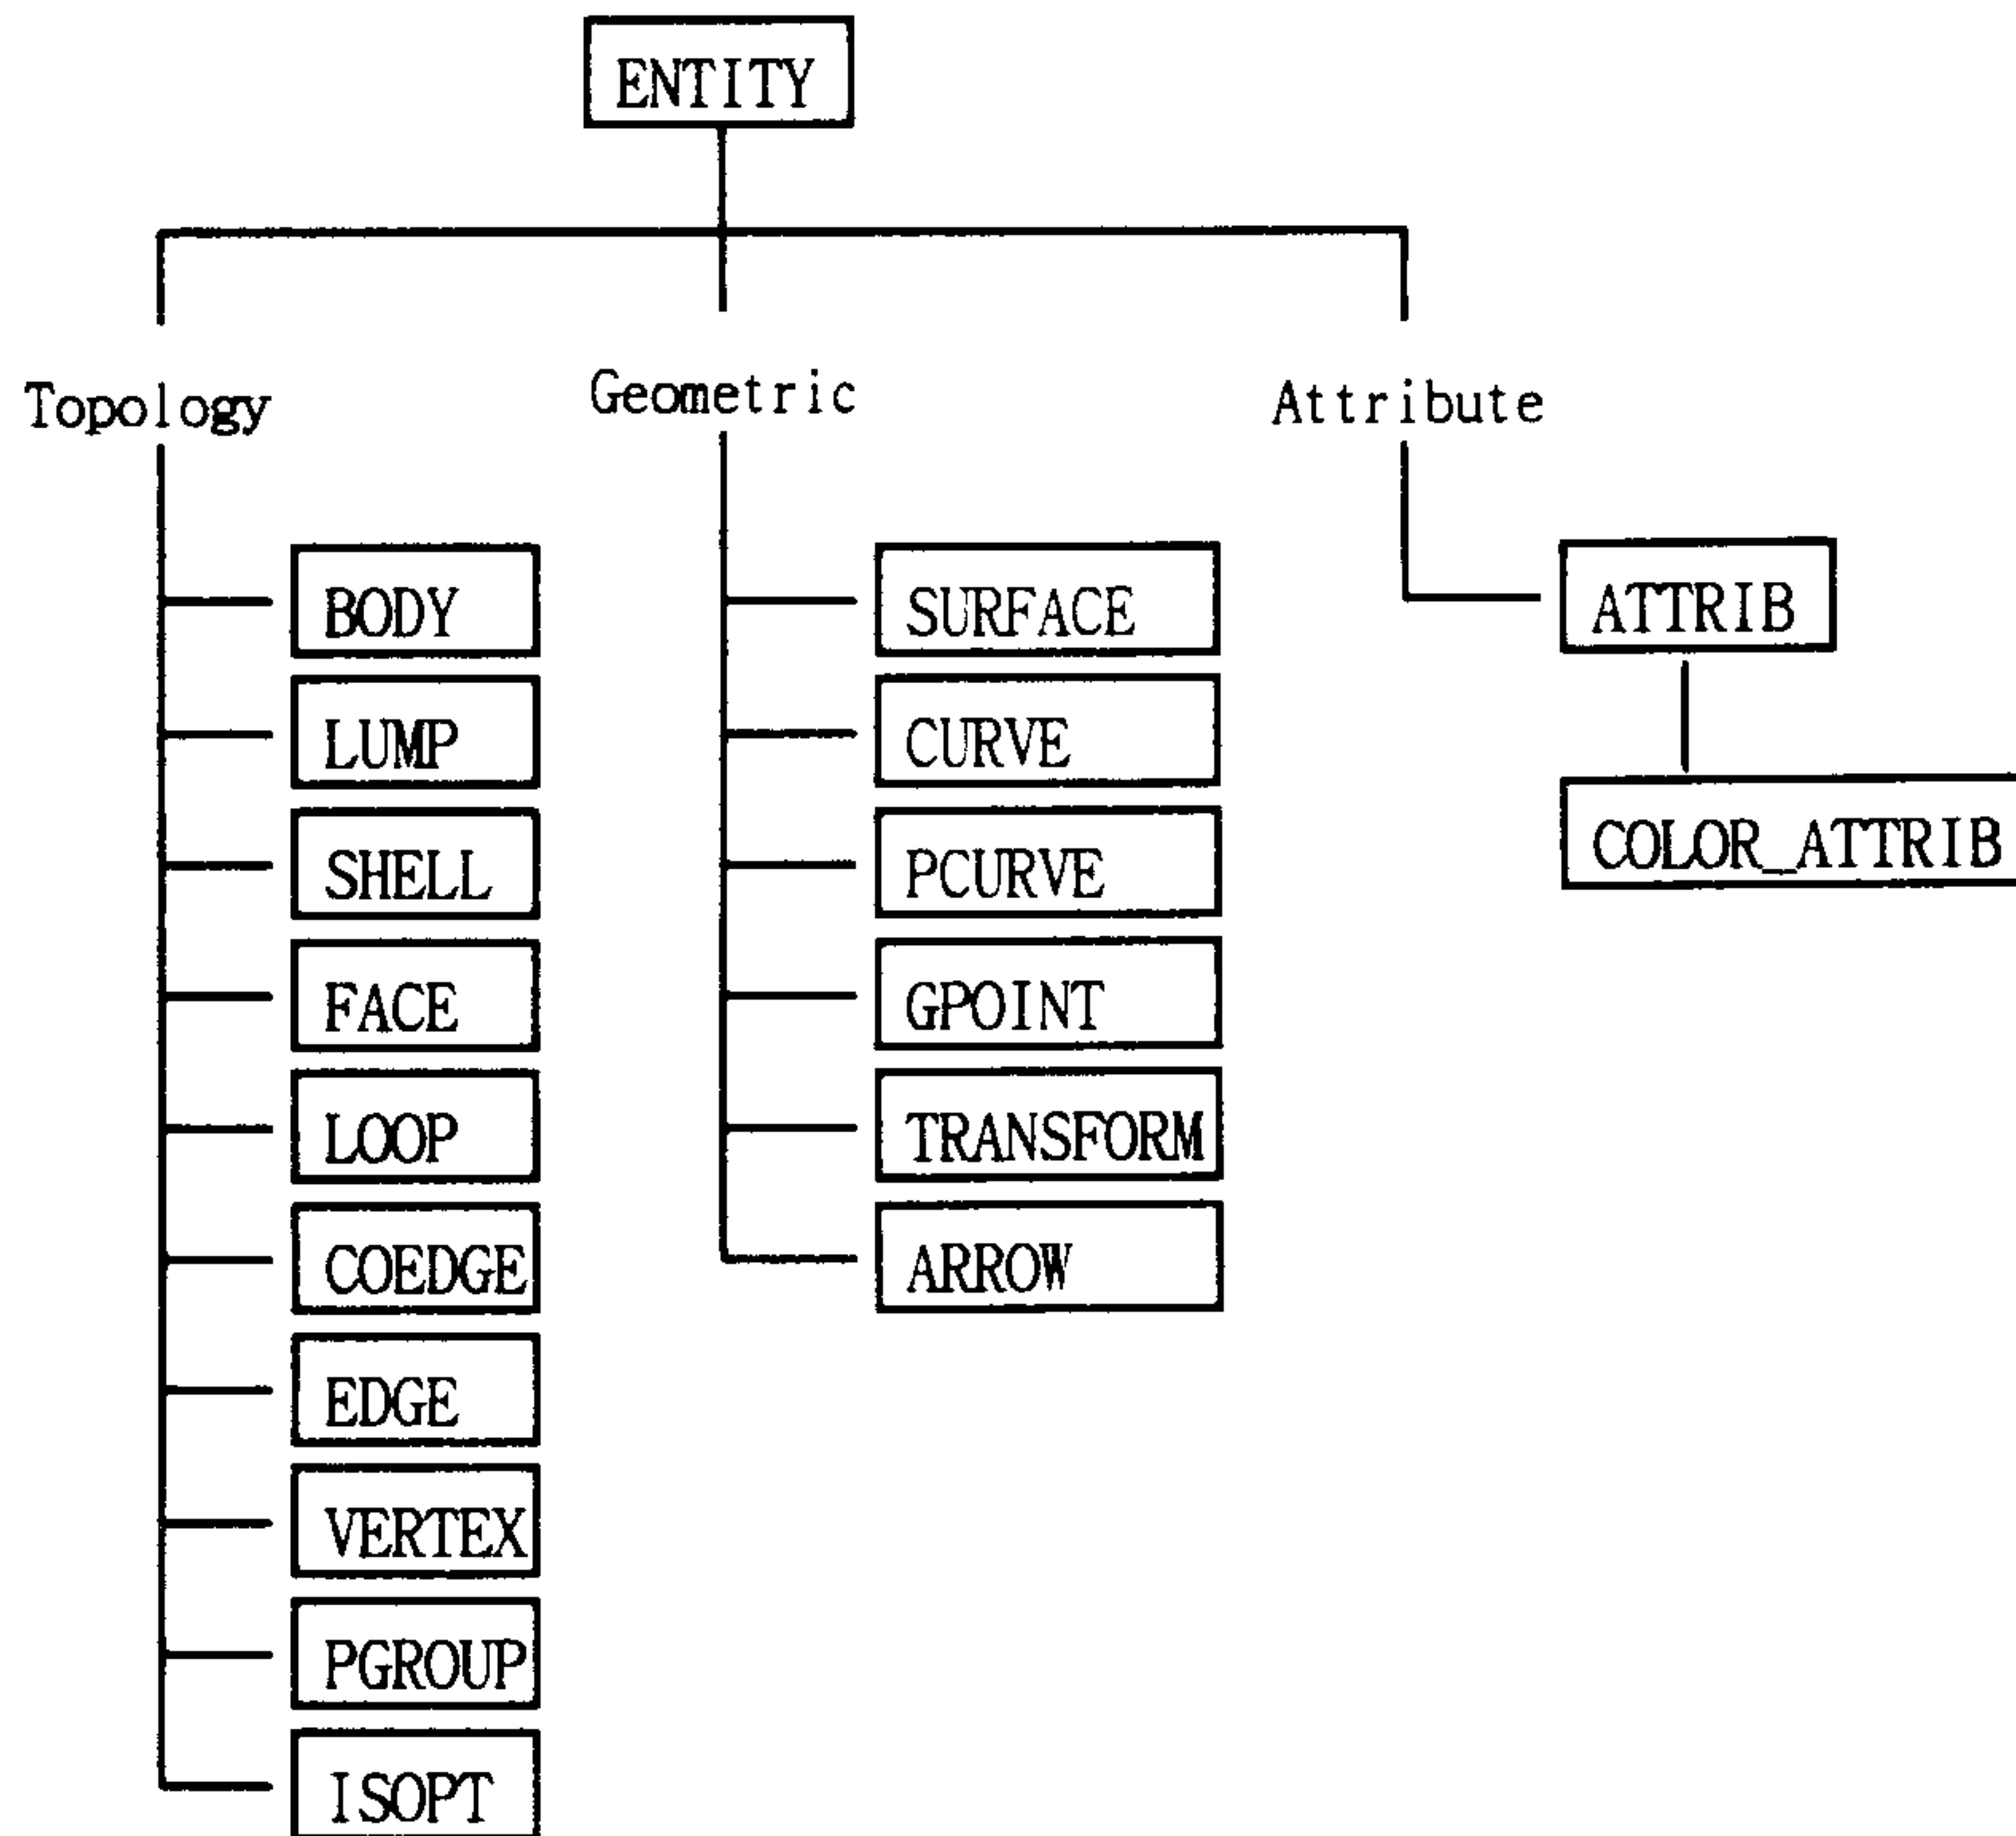 ENTITY
Topology
Geometric
Attribute
BODY
LUMP
SHELL
FACE
LOOP
COEDGE
EDGE
VERTEX
PGROUP
ISOPT
SURFACE
CURVE
PCURVE
GPOINT
TRANSFORM
ARROW
ATTRIB
COLOR_ATTRIB